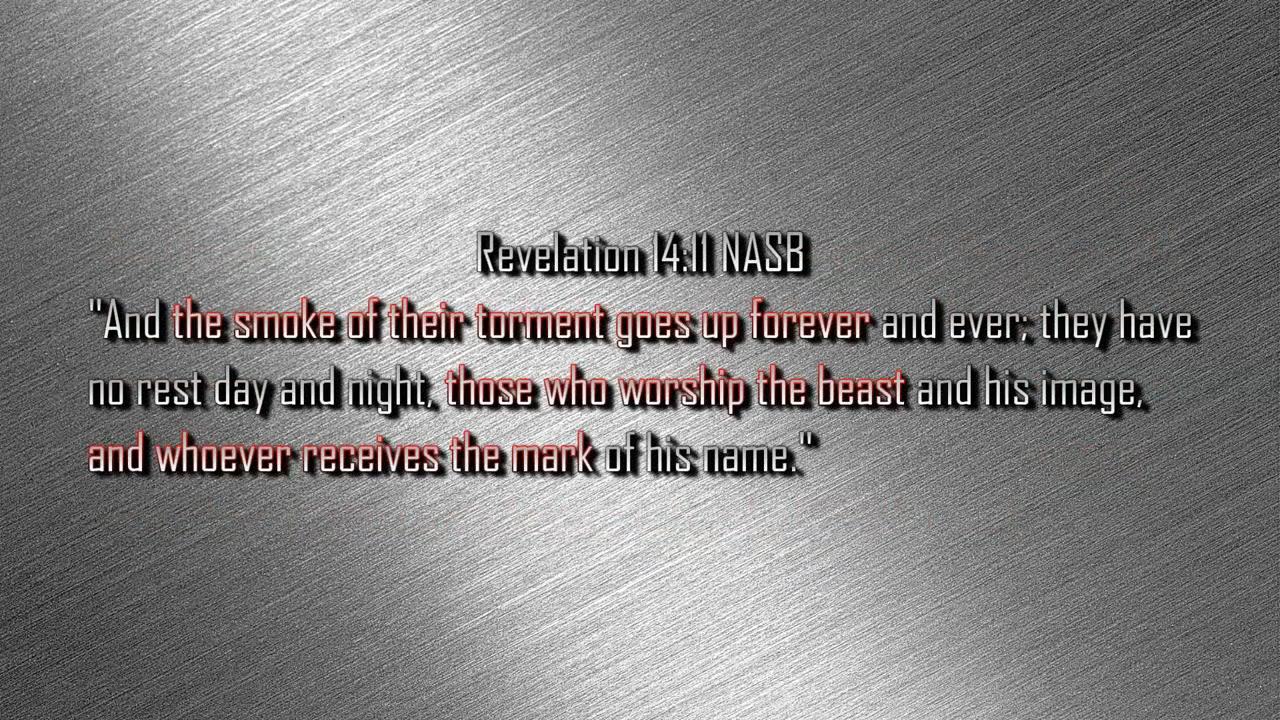 Revelation 14:11 NASB
"And the smoke of their torment goes up forever and ever; they have
no rest day and night, those who worship the beast and his image,
and whoever receives the mark of his name."